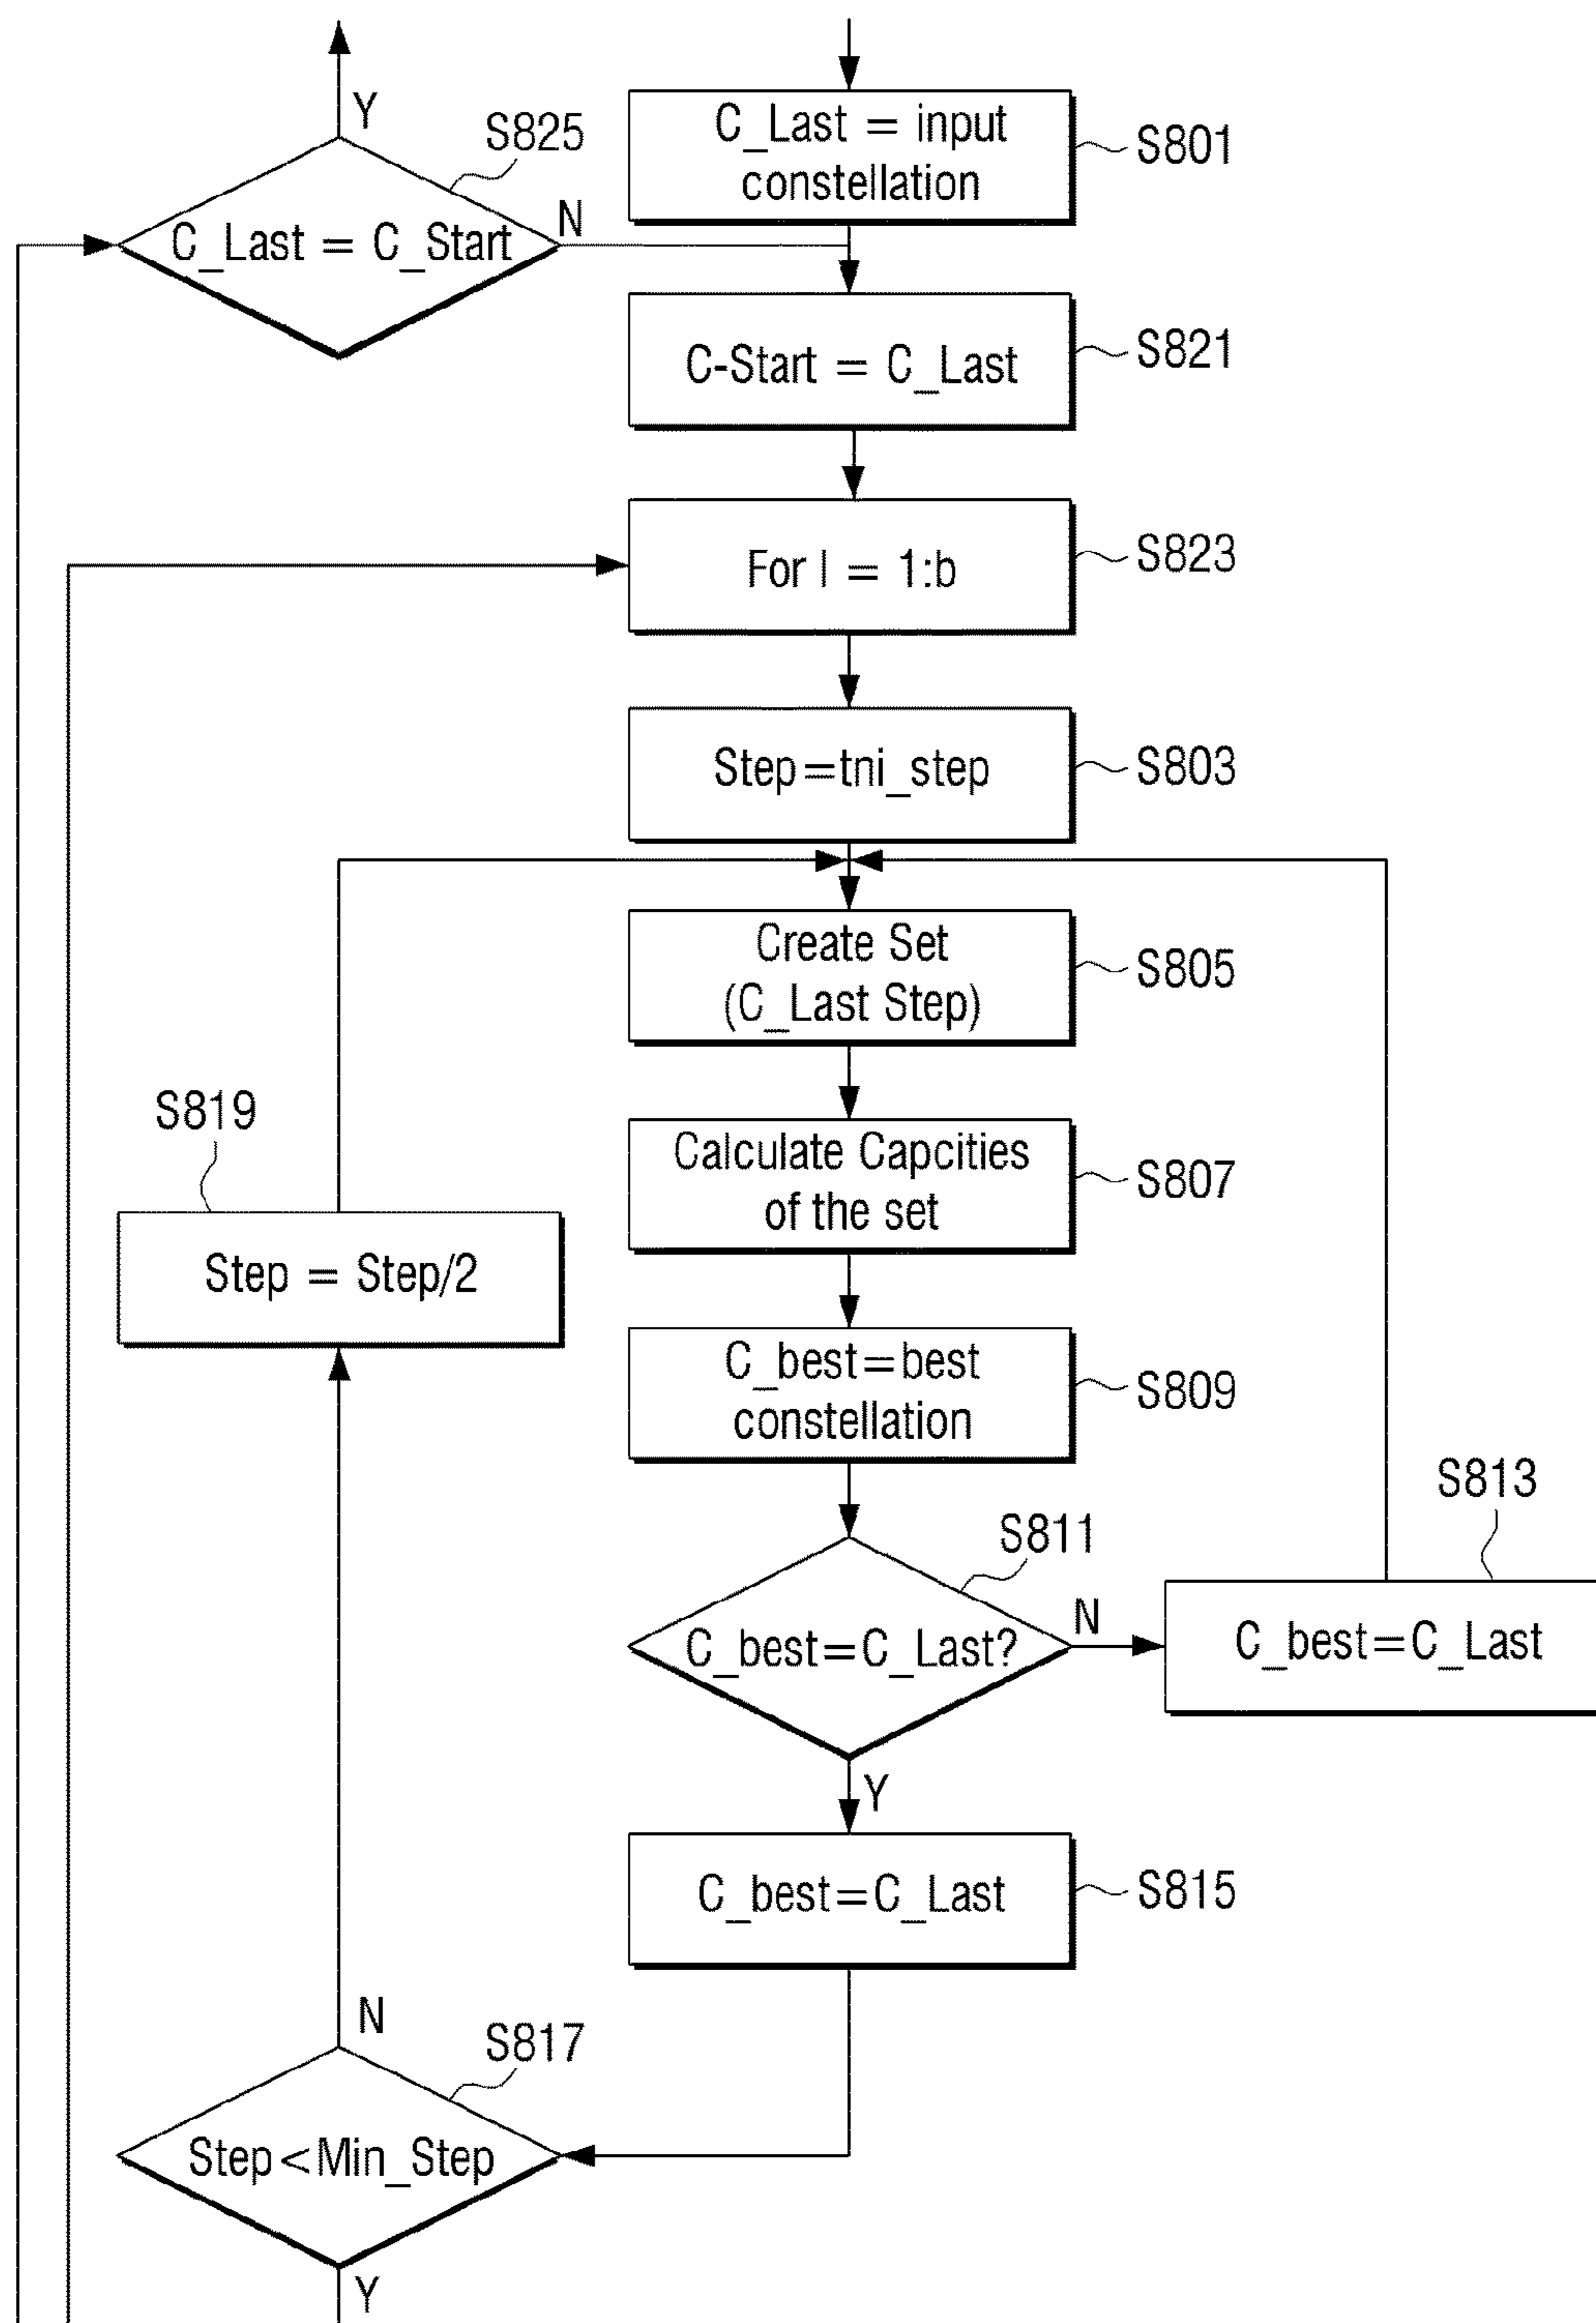 Y
S825
C_Last = C_Start
N
C_Last = input
constellation
S801
C-Start = C_Last
S821
For I = 1:b
S823
Step=tni_step
S803
Create Set
(C_Last Step)
S805
Calculate Capcities
of the set
S807
S819
Step = Step/2
C_best=best
constellation
S809
S811
C_best=C_Last?
N
S813
C_best=C_Last
Y
C_best=C_Last
S815
N
S817
Step<Min_Step
Y